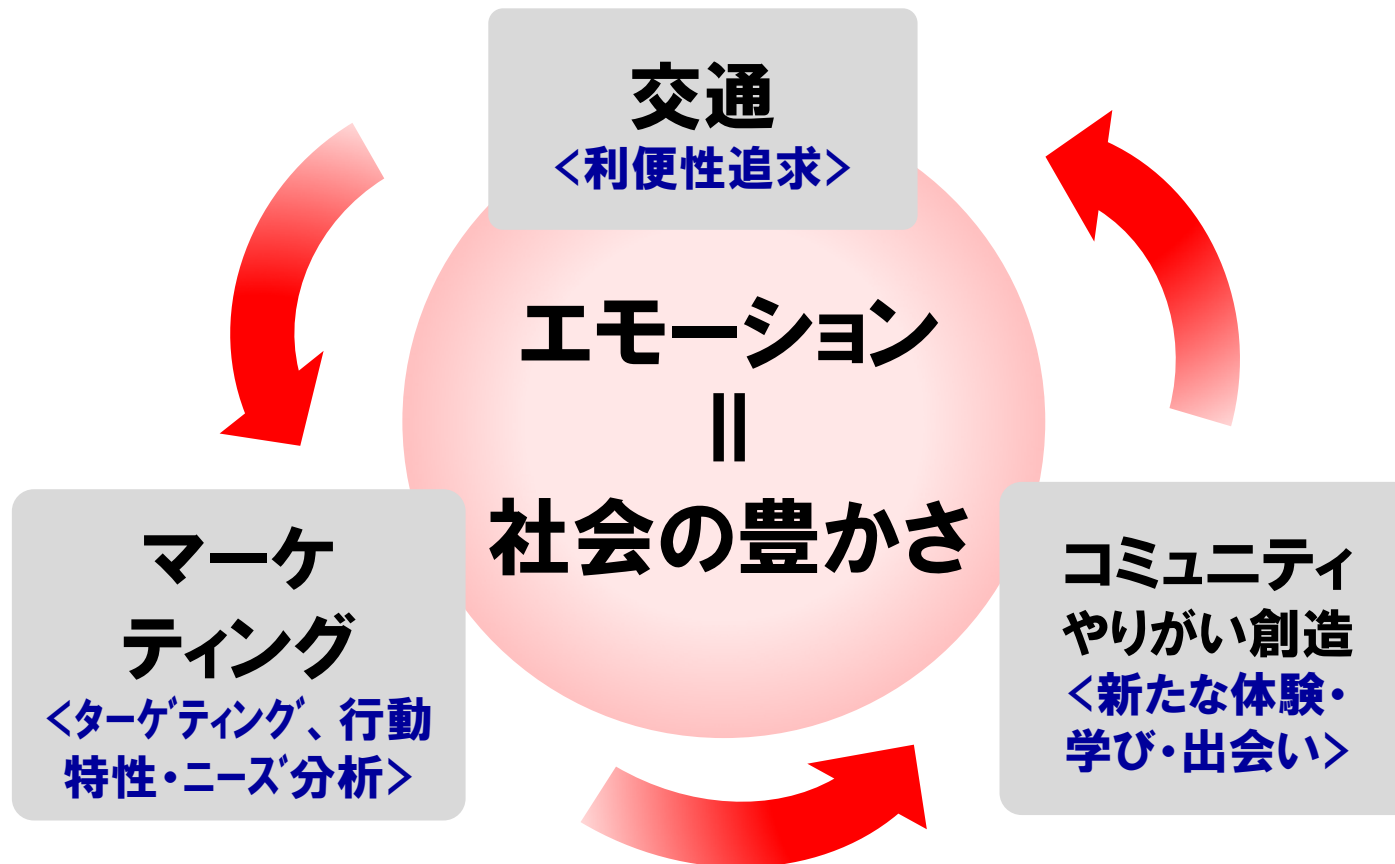 交通
<利便性追求>
エモーション
||
社会の豊かさ
マーケ
ティング
<ターゲティング、行動
特性・ニーズ分析>
コミュニティ
やりがい創造
<新たな体験・
学び・出会い>